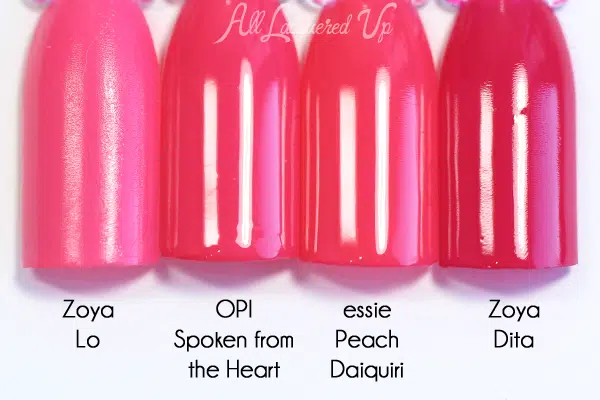 All Lacquered Up
Zoya
Lo
OPI
Spoken from
the Heart
essie
Peach
Daiquiri
Zoya
Dita